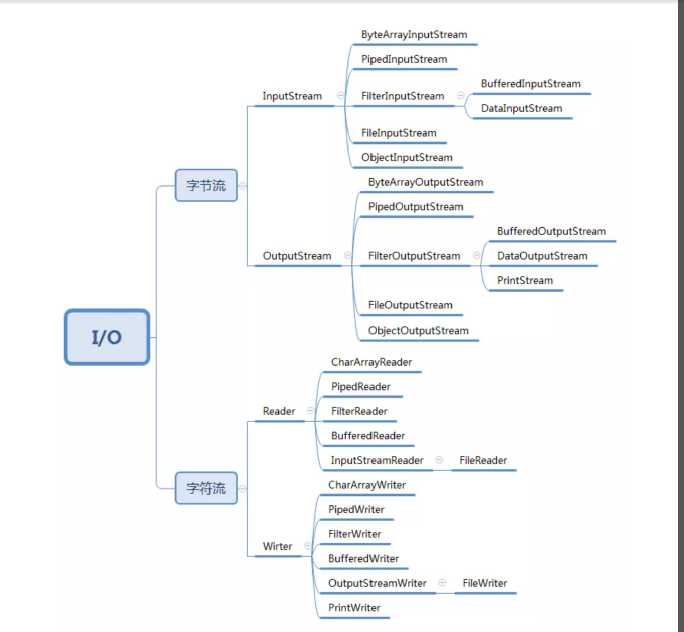 I/O
字节流
InputStream
ByteArrayInputStream
PipedInputStream
FilterInputStream
BufferedInputStream
DataInputStream
FileInputStream
ObjectInputStream
OutputStream
ByteArrayOutputStream
PipedOutputStream
FilterOutputStream
BufferedOutputStream
DataOutputStream
PrintStream
FileOutputStream
ObjectOutputStream
字符流
Reader
CharArrayReader
PipedReader
FilterReader
BufferedReader
InputStreamReader
FileReader
Wirter
CharArrayWriter
PipedWriter
FilterWriter
BufferedWriter
OutputStreamWriter
FileWriter
PrintWriter